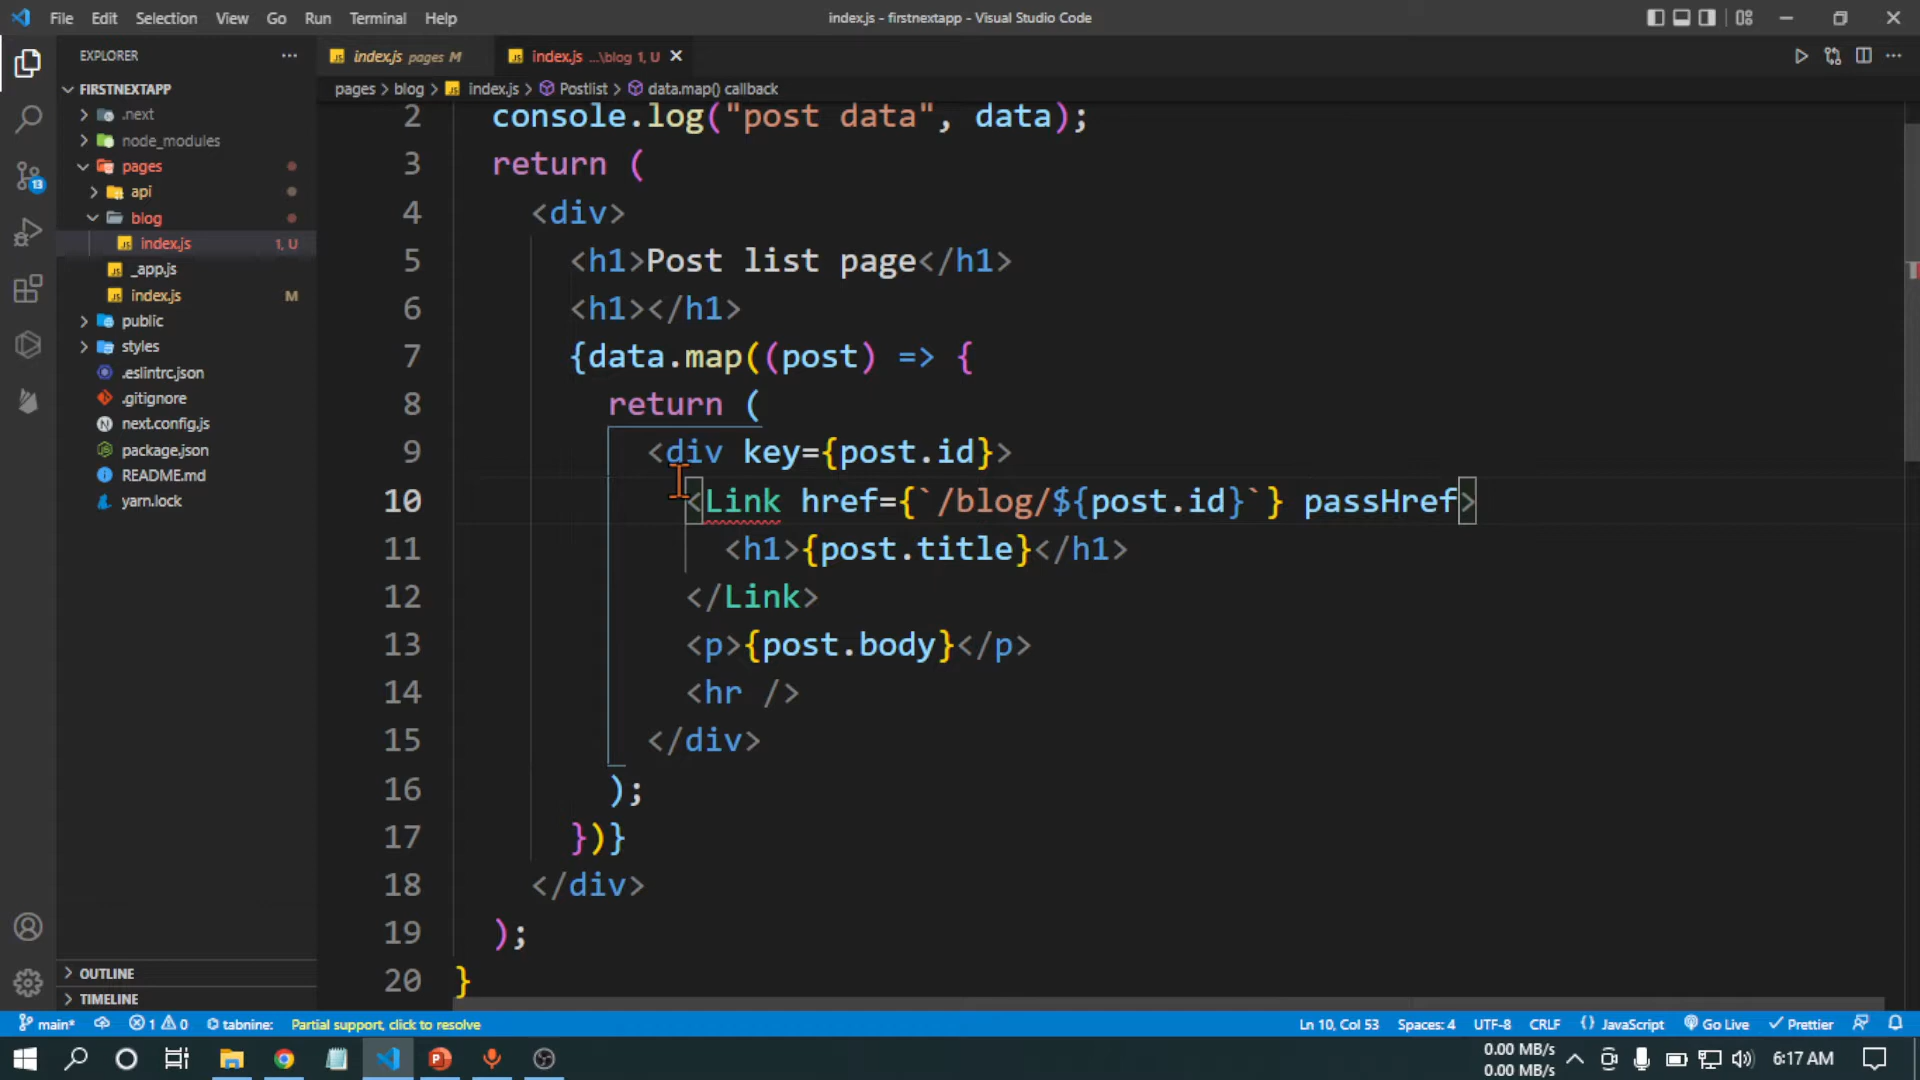 File Edit Selection View Go Run Terminal Help
index.js - firstnextapp - Visual Studio Code
EXPLORER
index.js pages M
index.js ...\blog 1, U
FIRSTNEXTAPP
pages > blog > index.js > Postlist > data.map() callback
.next
node_modules
pages
api
blog
index.js 1, U
_app.js
index.js M
public
styles
.eslintrc.json
.gitignore
next.config.js
package.json
README.md
yarn.lock
13
2 console.log("post data", data);
3 return (
4 <div>
5 <h1>Post list page</h1>
6 <h1></h1>
7 {data.map((post) => {
8 return (
9 <div key={post.id}>
10 <Link href={`/blog/${post.id}`} passHref>
11 <h1>{post.title}</h1>
12 </Link>
13 <p>{post.body}</p>
14 <hr />
15 </div>
16 );
17 })}
18 </div>
19 );
20 }
OUTLINE
TIMELINE
main* 1 0 tabnine: Partial support, click to resolve
Ln 10, Col 53 Spaces: 4 UTF-8 CRLF {} JavaScript Go Live Prettier
0.00 MB/s
0.00 MB/s
6:17 AM